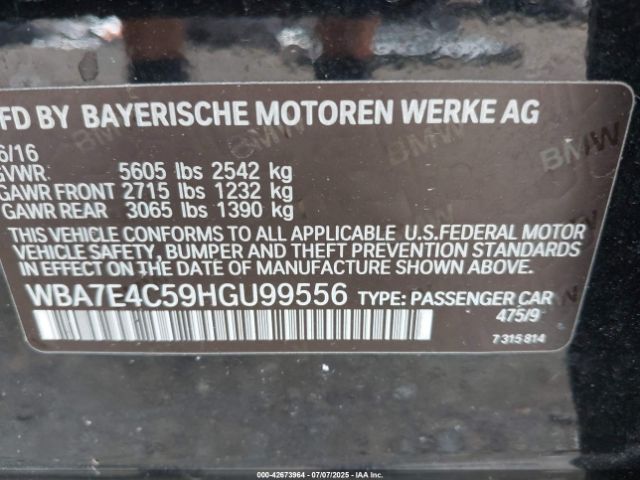 FD BY BAYERISCHE MOTOREN WERKE AG
6/16
GVWR: 5605 lbs 2542 kg
GAWR FRONT 2715 lbs 1232 kg
GAWR REAR 3065 lbs 1390 kg
THIS VEHICLE CONFORMS TO ALL APPLICABLE U.S.FEDERAL MOTOR
VEHICLE SAFETY, BUMPER AND THEFT PREVENTION STANDARDS
IN EFFECT ON THE DATE OF MANUFACTURE SHOWN ABOVE.
WBA7E4C59HGU99556 TYPE: PASSENGER CAR
475/9
7 315 814
BMW
BMW
000-42673964 07/07/2025 © IAA Inc.